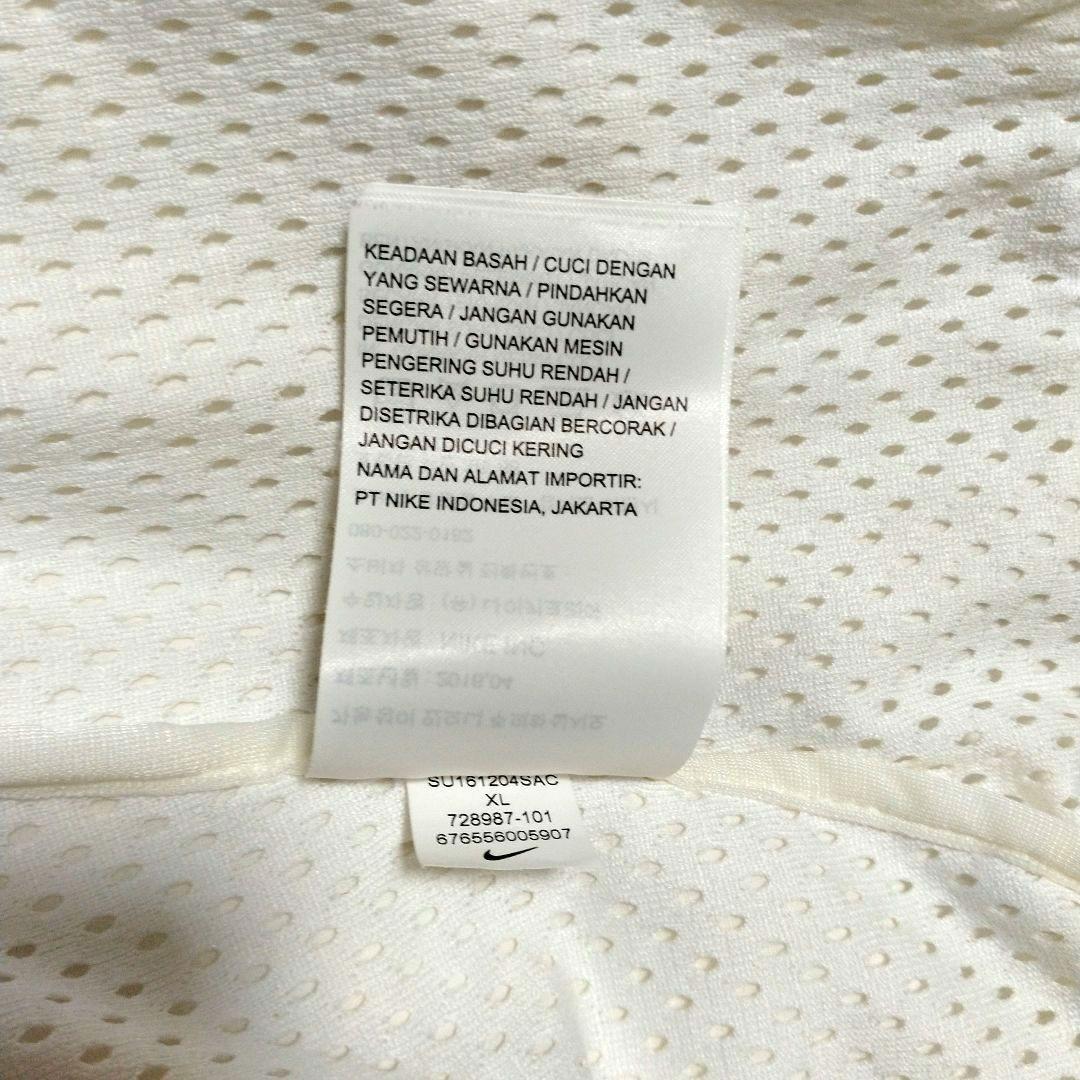 KEADAAN BASAH / CUCI DENGAN
YANG SEWARNA / PINDAHKAN
SEGERA / JANGAN GUNAKAN
PEMUTIH / GUNAKAN MESIN
PENGERING SUHU RENDAH /
SETERIKA SUHU RENDAH / JANGAN
DISETRIKA DIBAGIAN BERCORAK /
JANGAN DICUCI KERING
NAMA DAN ALAMAT IMPORTIR:
PT NIKE INDONESIA, JAKARTA
SU161204SAC
XL
728987-101
676556005907